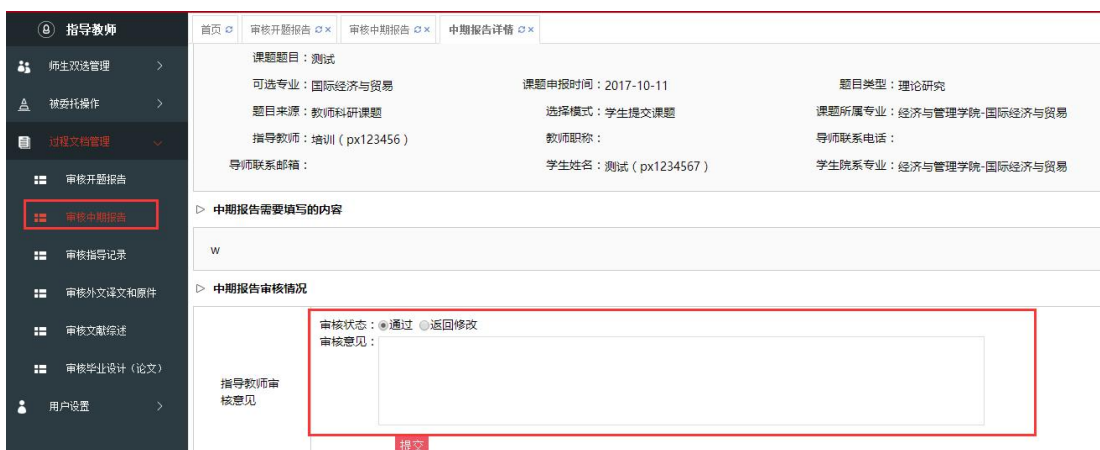 指导教师
首页 审核开题报告 审核中期报告 中期报告详情
师生双选管理
被委托操作
过程文档管理
审核开题报告
审核中期报告
审核指导记录
审核外文译文和原件
审核文献综述
审核毕业设计（论文）
用户设置
课题题目：测试
可选专业：国际经济与贸易 课题申报时间：2017-10-11 题目类型：理论研究
题目来源：教师科研课题 选择模式：学生提交课题 课题所属专业：经济与管理学院-国际经济与贸易
指导教师：培训（px123456） 教师职称： 导师联系电话：
导师联系邮箱： 学生姓名：测试（px1234567） 学生院系专业：经济与管理学院-国际经济与贸易
中期报告需要填写的内容
w
中期报告审核情况
审核状态：通过 返回修改
审核意见：
指导教师审
核意见
提交